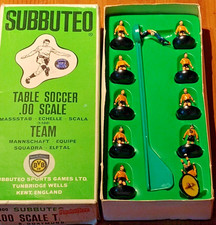 SUBBUTEO
TABLE SOCCER
.00 SCALE
MASSSTAB ECHELLE SCALA
TEAM
MANNSCHAFT EQUIPE
SQUADRA ELFTAL
SUBBUTEO SPORTS GAMES LTD.
TUNBRIDGE WELLS
KENT, ENGLAND
.00 SCALE T